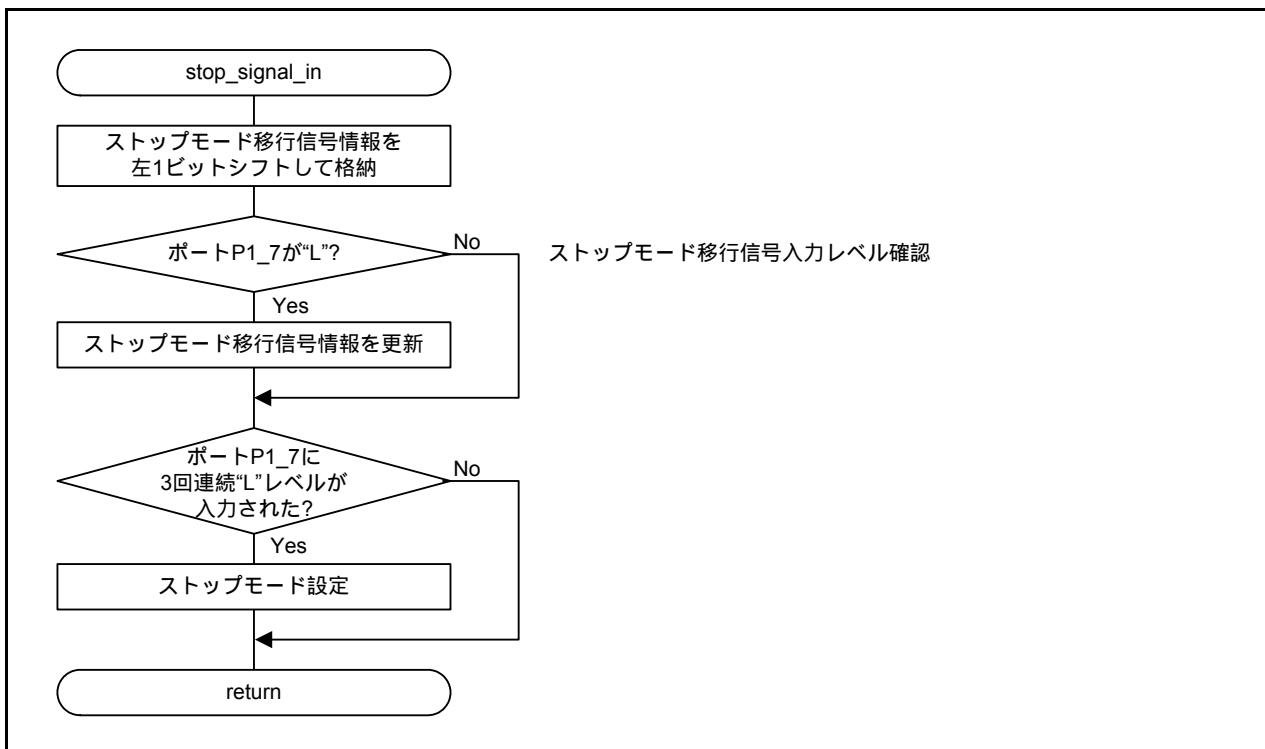 stop_signal_in
ストップモード移行信号情報を
左1ビットシフトして格納
ポートP1_7が“L”?
No
ストップモード移行信号入力レベル確認
Yes
ストップモード移行信号情報を更新
ポートP1_7に
3回連続“L”レベルが
入力された?
No
Yes
ストップモード設定
return